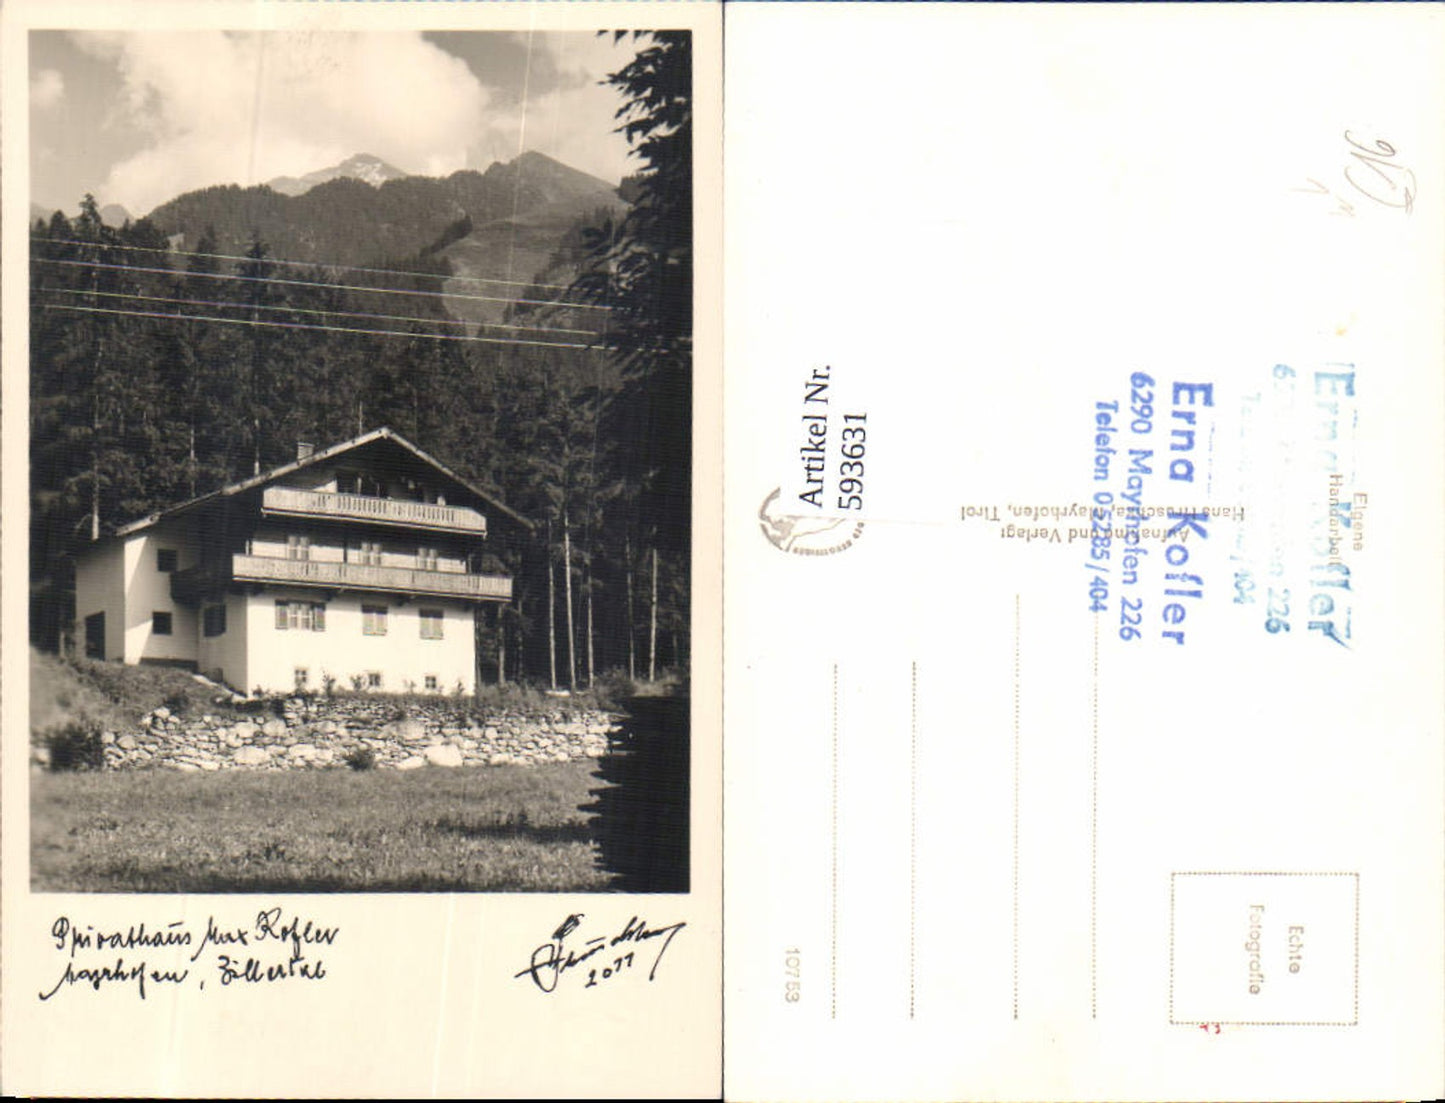 Privathaus Max Kofler
Mayrhofen, Zillertal
2011
Artikel Nr.
593631
Erna Kofler
6290 Mayrhofen 226
Telefon 05285/404
Erna Kofler
226
404
Eigene
Handarbeit
Aufnahme und Verlag:
Hans Hruschka, Mayrhofen, Tirol
Echte
Fotografie
10753